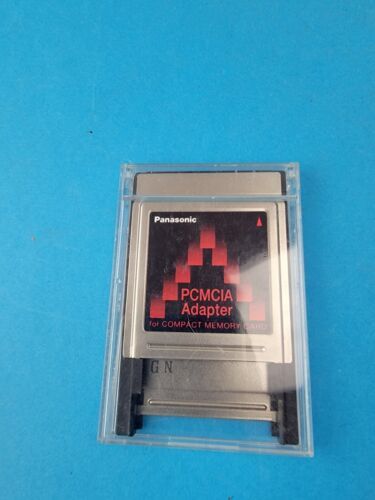 Panasonic
PCMCIA
Adapter
for COMPACT MEMORY CARD
G N